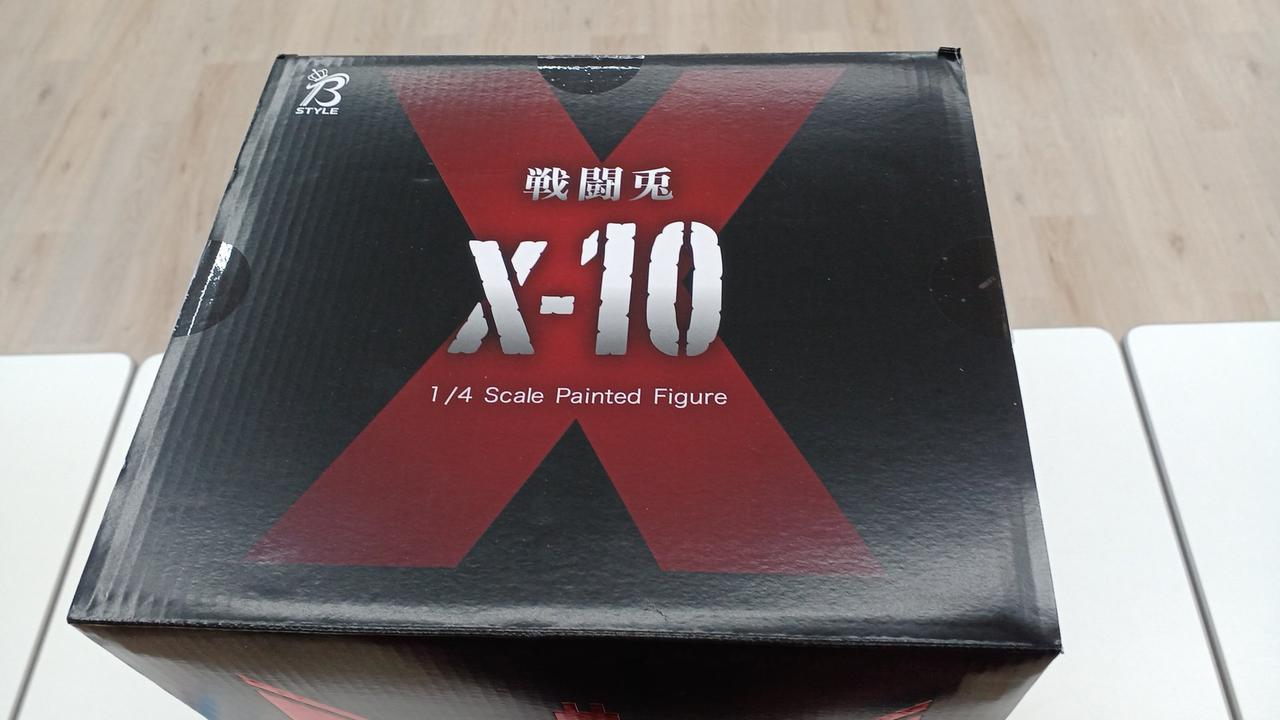 B
STYLE
戦闘兎
X-10
1/4 Scale Painted Figure